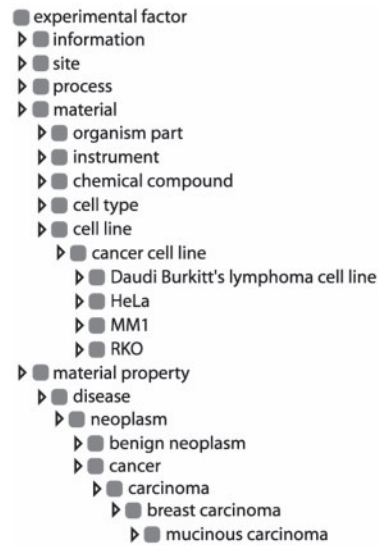 experimental factor
information
site
process
material
organism part
instrument
chemical compound
cell type
cell line
cancer cell line
Daudi Burkitt's lymphoma cell line
HeLa
MM1
RKO
material property
disease
neoplasm
benign neoplasm
cancer
carcinoma
breast carcinoma
mucinous carcinoma